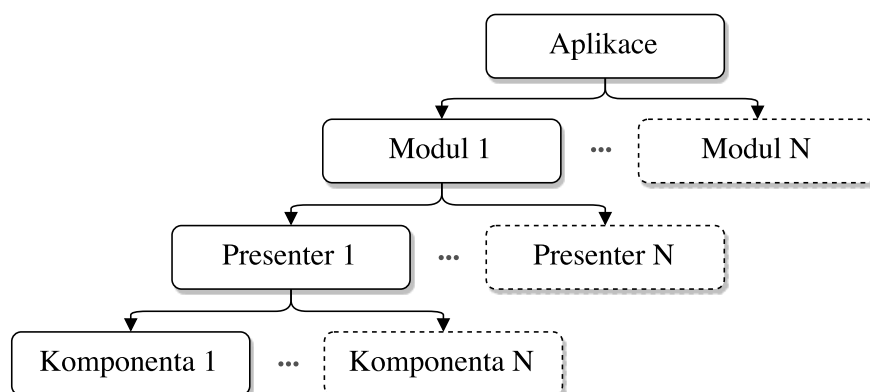 Aplikace
Modul 1 ... Modul N
Presenter 1 ... Presenter N
Komponenta 1 ... Komponenta N